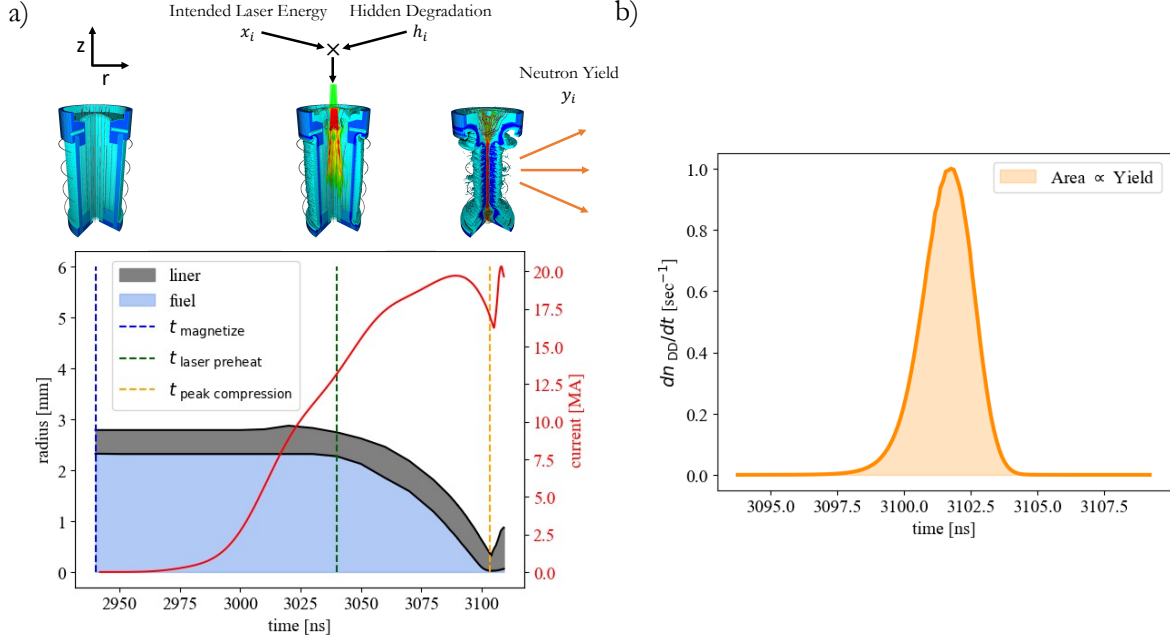 a)
Intended Laser Energy
x_i
Hidden Degradation
h_i
×
z
r
Neutron Yield
y_i
6
5
4
3
2
1
0
radius [mm]
liner
fuel
t magnetize
t laser preheat
t peak compression
20.0
17.5
15.0
12.5
10.0
7.5
5.0
2.5
0.0
current [MA]
2950 2975 3000 3025 3050 3075 3100
time [ns]
b)
1.0
0.8
0.6
0.4
0.2
0.0
dn DD/dt [sec⁻¹]
Area ∝ Yield
3095.0 3097.5 3100.0 3102.5 3105.0 3107.5
time [ns]